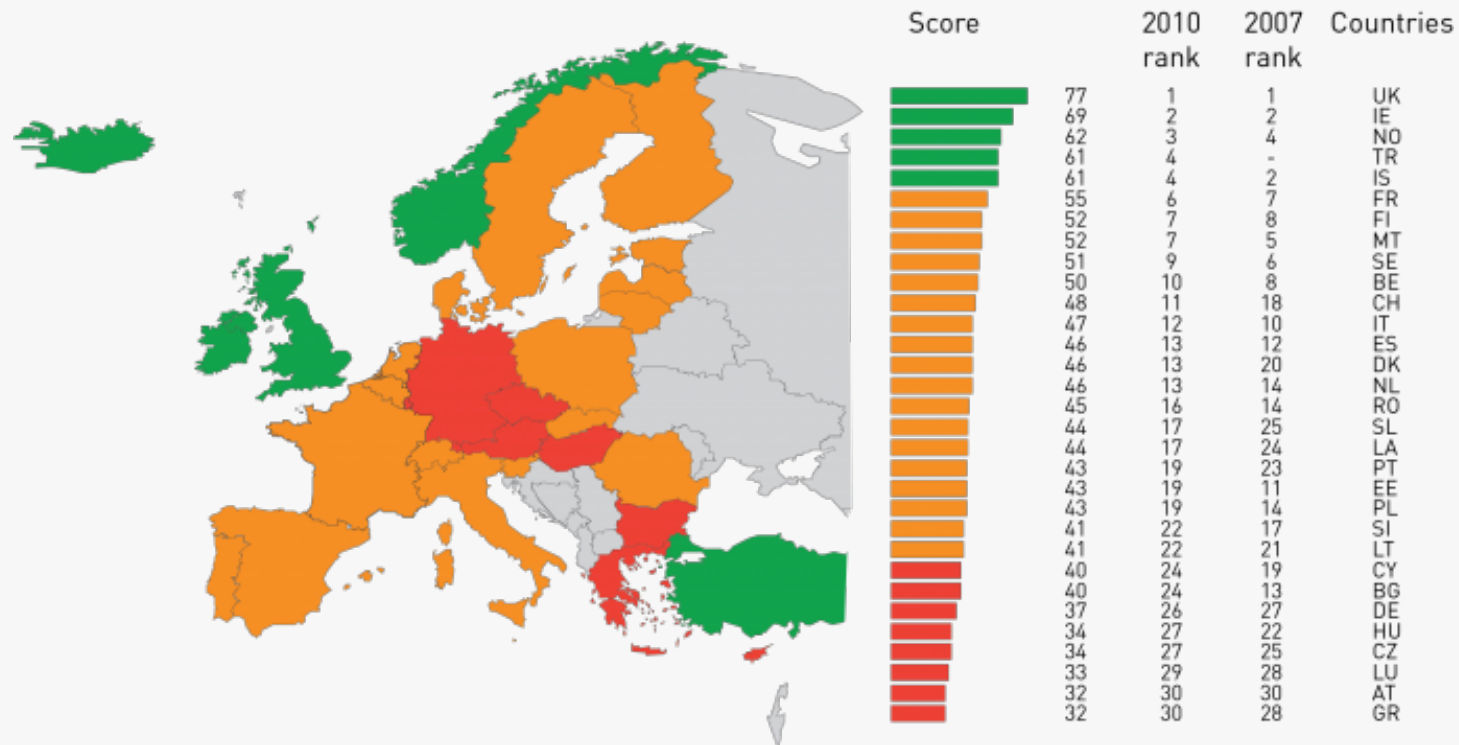 Score 2010 rank 2007 rank Countries
77 1 1 UK
69 2 2 IE
62 3 4 NO
61 4 - TR
61 4 2 IS
55 6 7 FR
52 7 8 FI
52 7 5 MT
51 9 6 SE
50 10 8 BE
48 11 18 CH
47 12 10 IT
46 13 12 ES
46 13 20 DK
46 13 14 NL
45 16 14 RO
44 17 25 SL
44 17 24 LA
43 19 23 PT
43 19 11 EE
43 19 14 PL
41 22 17 SI
41 22 21 LT
40 24 19 CY
40 24 13 BG
37 26 27 DE
34 27 22 HU
34 27 25 CZ
33 29 28 LU
32 30 30 AT
32 30 28 GR